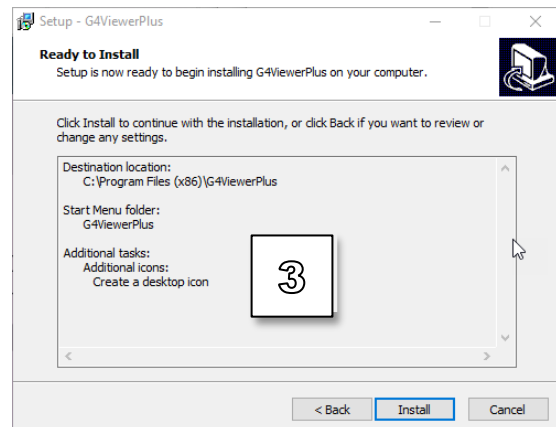 Setup - G4ViewerPlus
Ready to Install
Setup is now ready to begin installing G4ViewerPlus on your computer.
Click Install to continue with the installation, or click Back if you want to review or
change any settings.
Destination location:
C:\Program Files (x86)\G4ViewerPlus
Start Menu folder:
G4ViewerPlus
Additional tasks:
Additional icons:
Create a desktop icon
3
< Back
Install
Cancel